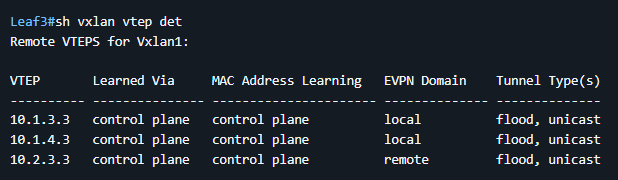 Leaf3#sh vxlan vtep det
Remote VTEPS for Vxlan1:
VTEP Learned Via MAC Address Learning EVPN Domain Tunnel Type(s)
---------- ------------- ---------------------- ------------- --------------
10.1.3.3 control plane control plane local flood, unicast
10.1.4.3 control plane control plane local flood, unicast
10.2.3.3 control plane control plane remote flood, unicast